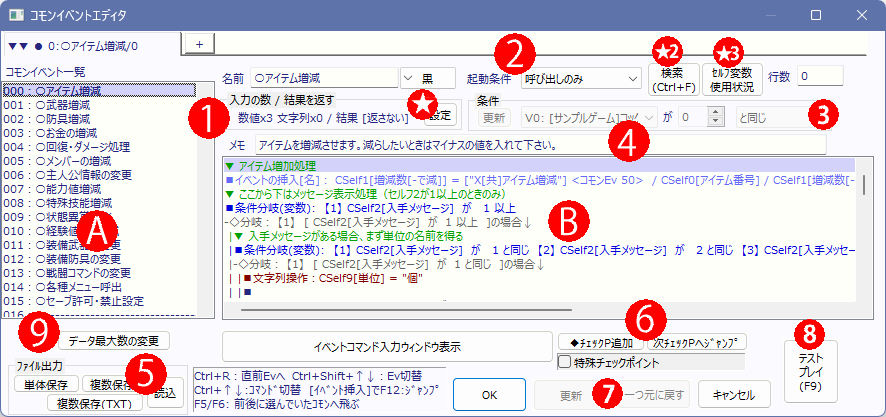 コモンイベントエディタ
▼▼ ● 0:○アイテム増減/0
+
コモンイベント一覧
000 : ○アイテム増減
001 : ○武器増減
002 : ○防具増減
003 : ○お金の増減
004 : ○回復・ダメージ処理
005 : ○メンバーの増減
006 : ○主人公情報の変更
007 : ○能力値増減
008 : ○特殊技能増減
009 : ○状態異常
010 : ○経験値
011 : ○装備武 の変更
012 : ○装備防具の変更
013 : ○戦闘コマンドの変更
014 : ○各種メニュー呼出
015 : ○セーブ許可・禁止設定
016
A
名前 ○アイテム増減
黒
2
起動条件 呼び出しのみ
★2
検索
(Ctrl+F)
★3
セルフ変数
使用状況
行数 0
1
入力の数 / 結果を返す
数値x3 文字列x0 / 結果 [返さない]
★
設定
条件
更新
V0: [サンプルゲーム]コッ
が
0
と同じ
3
4
メモ アイテムを増減させます。減らしたいときはマイナスの値を入れて下さい。
▼ アイテム増加処理
■イベントの挿入[名] : CSelf1[増減数[-で減]] = ["X[共]アイテム増減"] <コモンEv 50> / CSelf0[アイテム番号] / CSelf1[増減数[-
▼ ここから下はメッセージ表示処理（セルフ2が1以上のときのみ）
■条件分岐(変数): 【1】 CSelf2[入手メッセージ] が 1 以上
-◇分岐 : 【1】 [ CSelf2[入手メッセージ] が 1 以上 ]の場合↓
|▼ 入手メッセージがある場合、まず単位の名前を得る
|■条件分岐(変数): 【1】 CSelf2[入手メッセージ] が 1 と同じ 【2】 CSelf2[入手メッセージ] が 2 と同じ 【3】 CSelf2[入手メッセー
|-◇分岐 : 【1】 [ CSelf2[入手メッセージ] が 1 と同じ ]の場合↓
| |■文字列操作 : CSelf9[単位] = "個"
| |■
B
9
データ最大数の変更
ファイル出力
単体保存
複数保存
複数保存(TXT)
読込
5
イベントコマンド入力ウィンドウ表示
6
◆チェックP追加
次チェックPへジャンプ
特殊チェックポイント
8
テスト
プレイ
(F9)
Ctrl+R : 直前Evへ Ctrl+Shift+↑↓ : Ev切替
Ctrl+↑↓:コマンド切替 [イベント挿入]でF12:ジャンプ
F5/F6: 前後に選んでいたコモンへ飛ぶ
OK
更新
7
一つ元に戻す
キャンセル